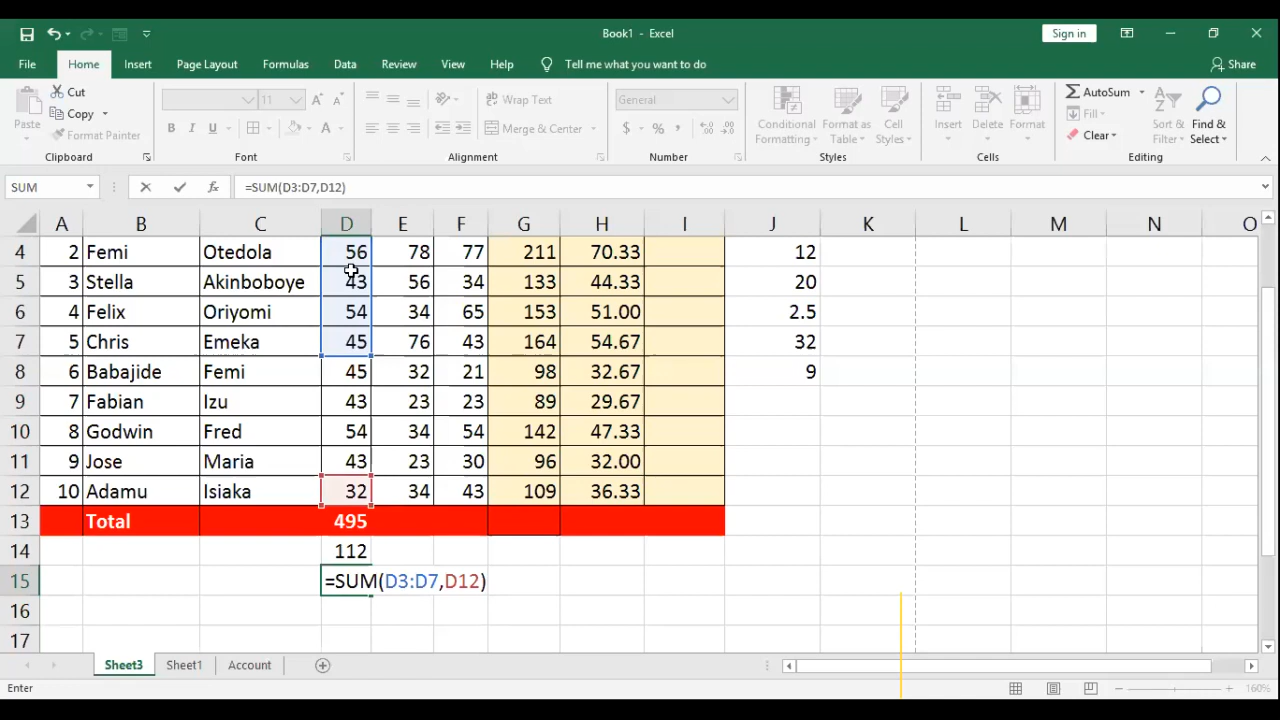 Book1 - Excel Sign in
File Home Insert Page Layout Formulas Data Review View Help Tell me what you want to do Share
Cut Copy Format Painter Paste Clipboard
11 B I U A A A Font
Wrap Text Merge & Center Alignment
General $ % , Number
Conditional Formatting Format as Table Cell Styles Styles
Insert Delete Format Cells
AutoSum Fill Clear Sort & Filter Find & Select Editing
SUM fx =SUM(D3:D7,D12)
A B C D E F G H I J K L M N O
4 2 Femi Otedola 56 78 77 211 70.33 12
5 3 Stella Akinboboye 43 56 34 133 44.33 20
6 4 Felix Oriyomi 54 34 65 153 51.00 2.5
7 5 Chris Emeka 45 76 43 164 54.67 32
8 6 Babajide Femi 45 32 21 98 32.67 9
9 7 Fabian Izu 43 23 23 89 29.67
10 8 Godwin Fred 54 34 54 142 47.33
11 9 Jose Maria 43 23 30 96 32.00
12 10 Adamu Isiaka 32 34 43 109 36.33
13 Total 495
14 112
15 =SUM(D3:D7,D12)
16
17
Sheet3 Sheet1 Account
Enter 160%